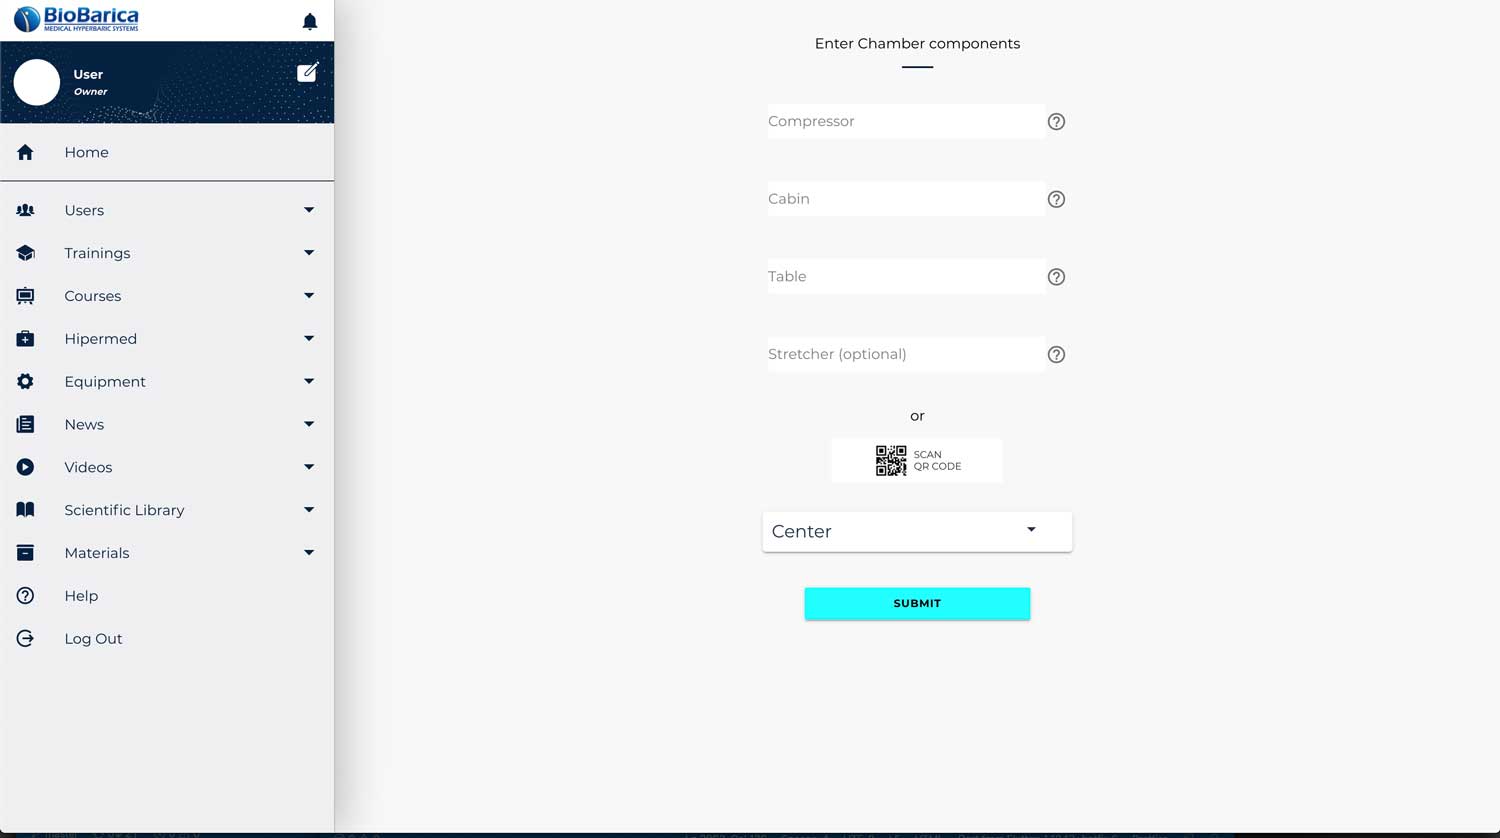 BioBarica
MEDICAL HYPERBARIC SYSTEMS
User
Owner
Home
Users
Trainings
Courses
Hipermed
Equipment
News
Videos
Scientific Library
Materials
Help
Log Out
Enter Chamber components
Compressor
Cabin
Table
Stretcher (optional)
or
SCAN
QR CODE
Center
SUBMIT